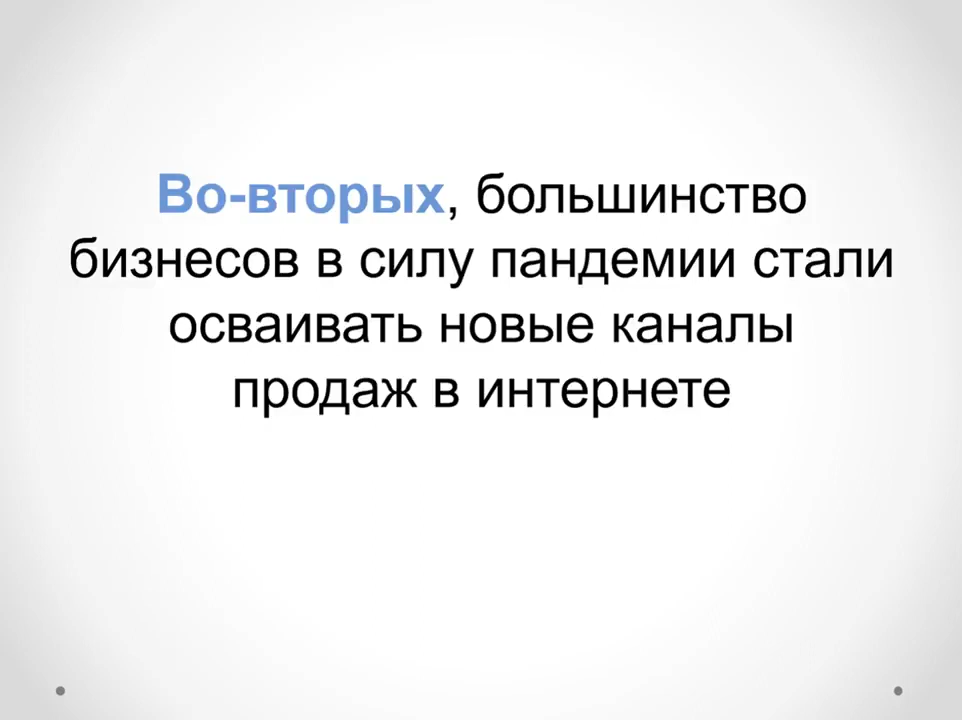 Во-вторых, большинство
бизнесов в силу пандемии стали
осваивать новые каналы
продаж в интернете